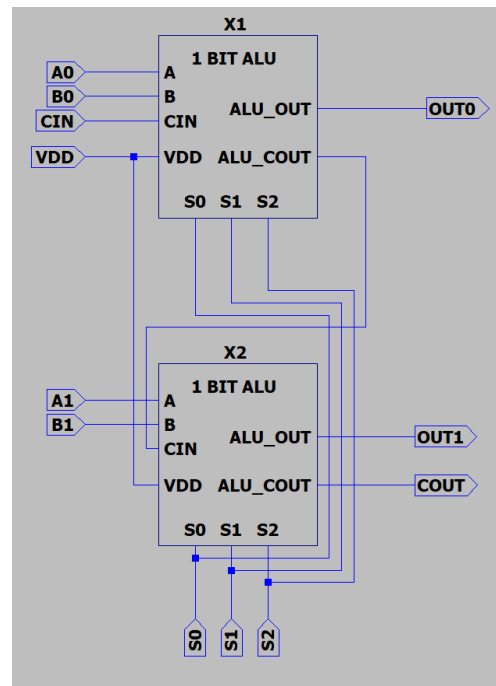 X1
1 BIT ALU
A0 A
B0 B
CIN CIN
ALU_OUT OUT0
VDD VDD ALU_COUT
S0 S1 S2
X2
1 BIT ALU
A1 A
B1 B
CIN
ALU_OUT OUT1
VDD ALU_COUT COUT
S0 S1 S2
S0 S1 S2